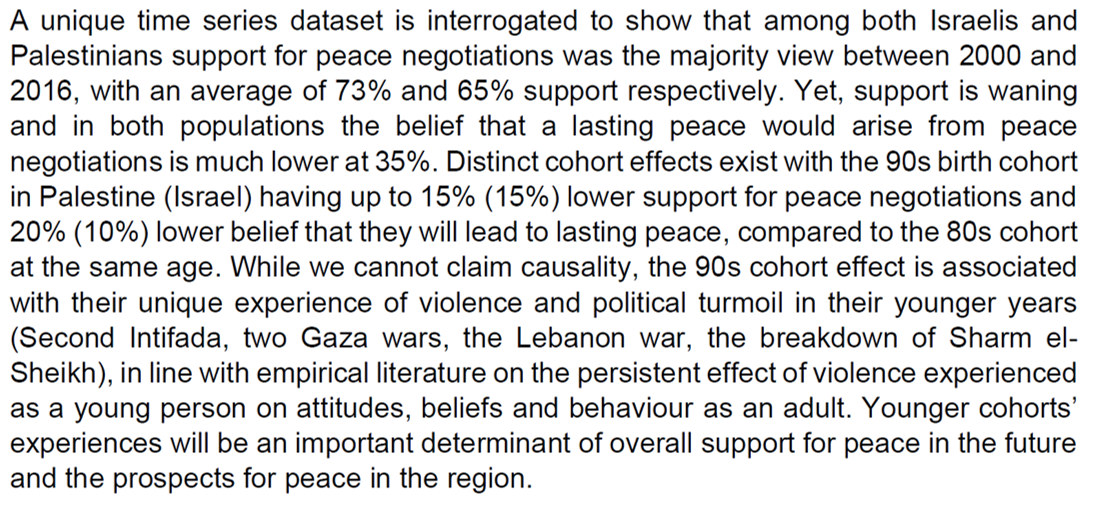 A unique time series dataset is interrogated to show that among both Israelis and
Palestinians support for peace negotiations was the majority view between 2000 and
2016, with an average of 73% and 65% support respectively. Yet, support is waning
and in both populations the belief that a lasting peace would arise from peace
negotiations is much lower at 35%. Distinct cohort effects exist with the 90s birth cohort
in Palestine (Israel) having up to 15% (15%) lower support for peace negotiations and
20% (10%) lower belief that they will lead to lasting peace, compared to the 80s cohort
at the same age. While we cannot claim causality, the 90s cohort effect is associated
with their unique experience of violence and political turmoil in their younger years
(Second Intifada, two Gaza wars, the Lebanon war, the breakdown of Sharm el-
Sheikh), in line with empirical literature on the persistent effect of violence experienced
as a young person on attitudes, beliefs and behaviour as an adult. Younger cohorts’
experiences will be an important determinant of overall support for peace in the future
and the prospects for peace in the region.